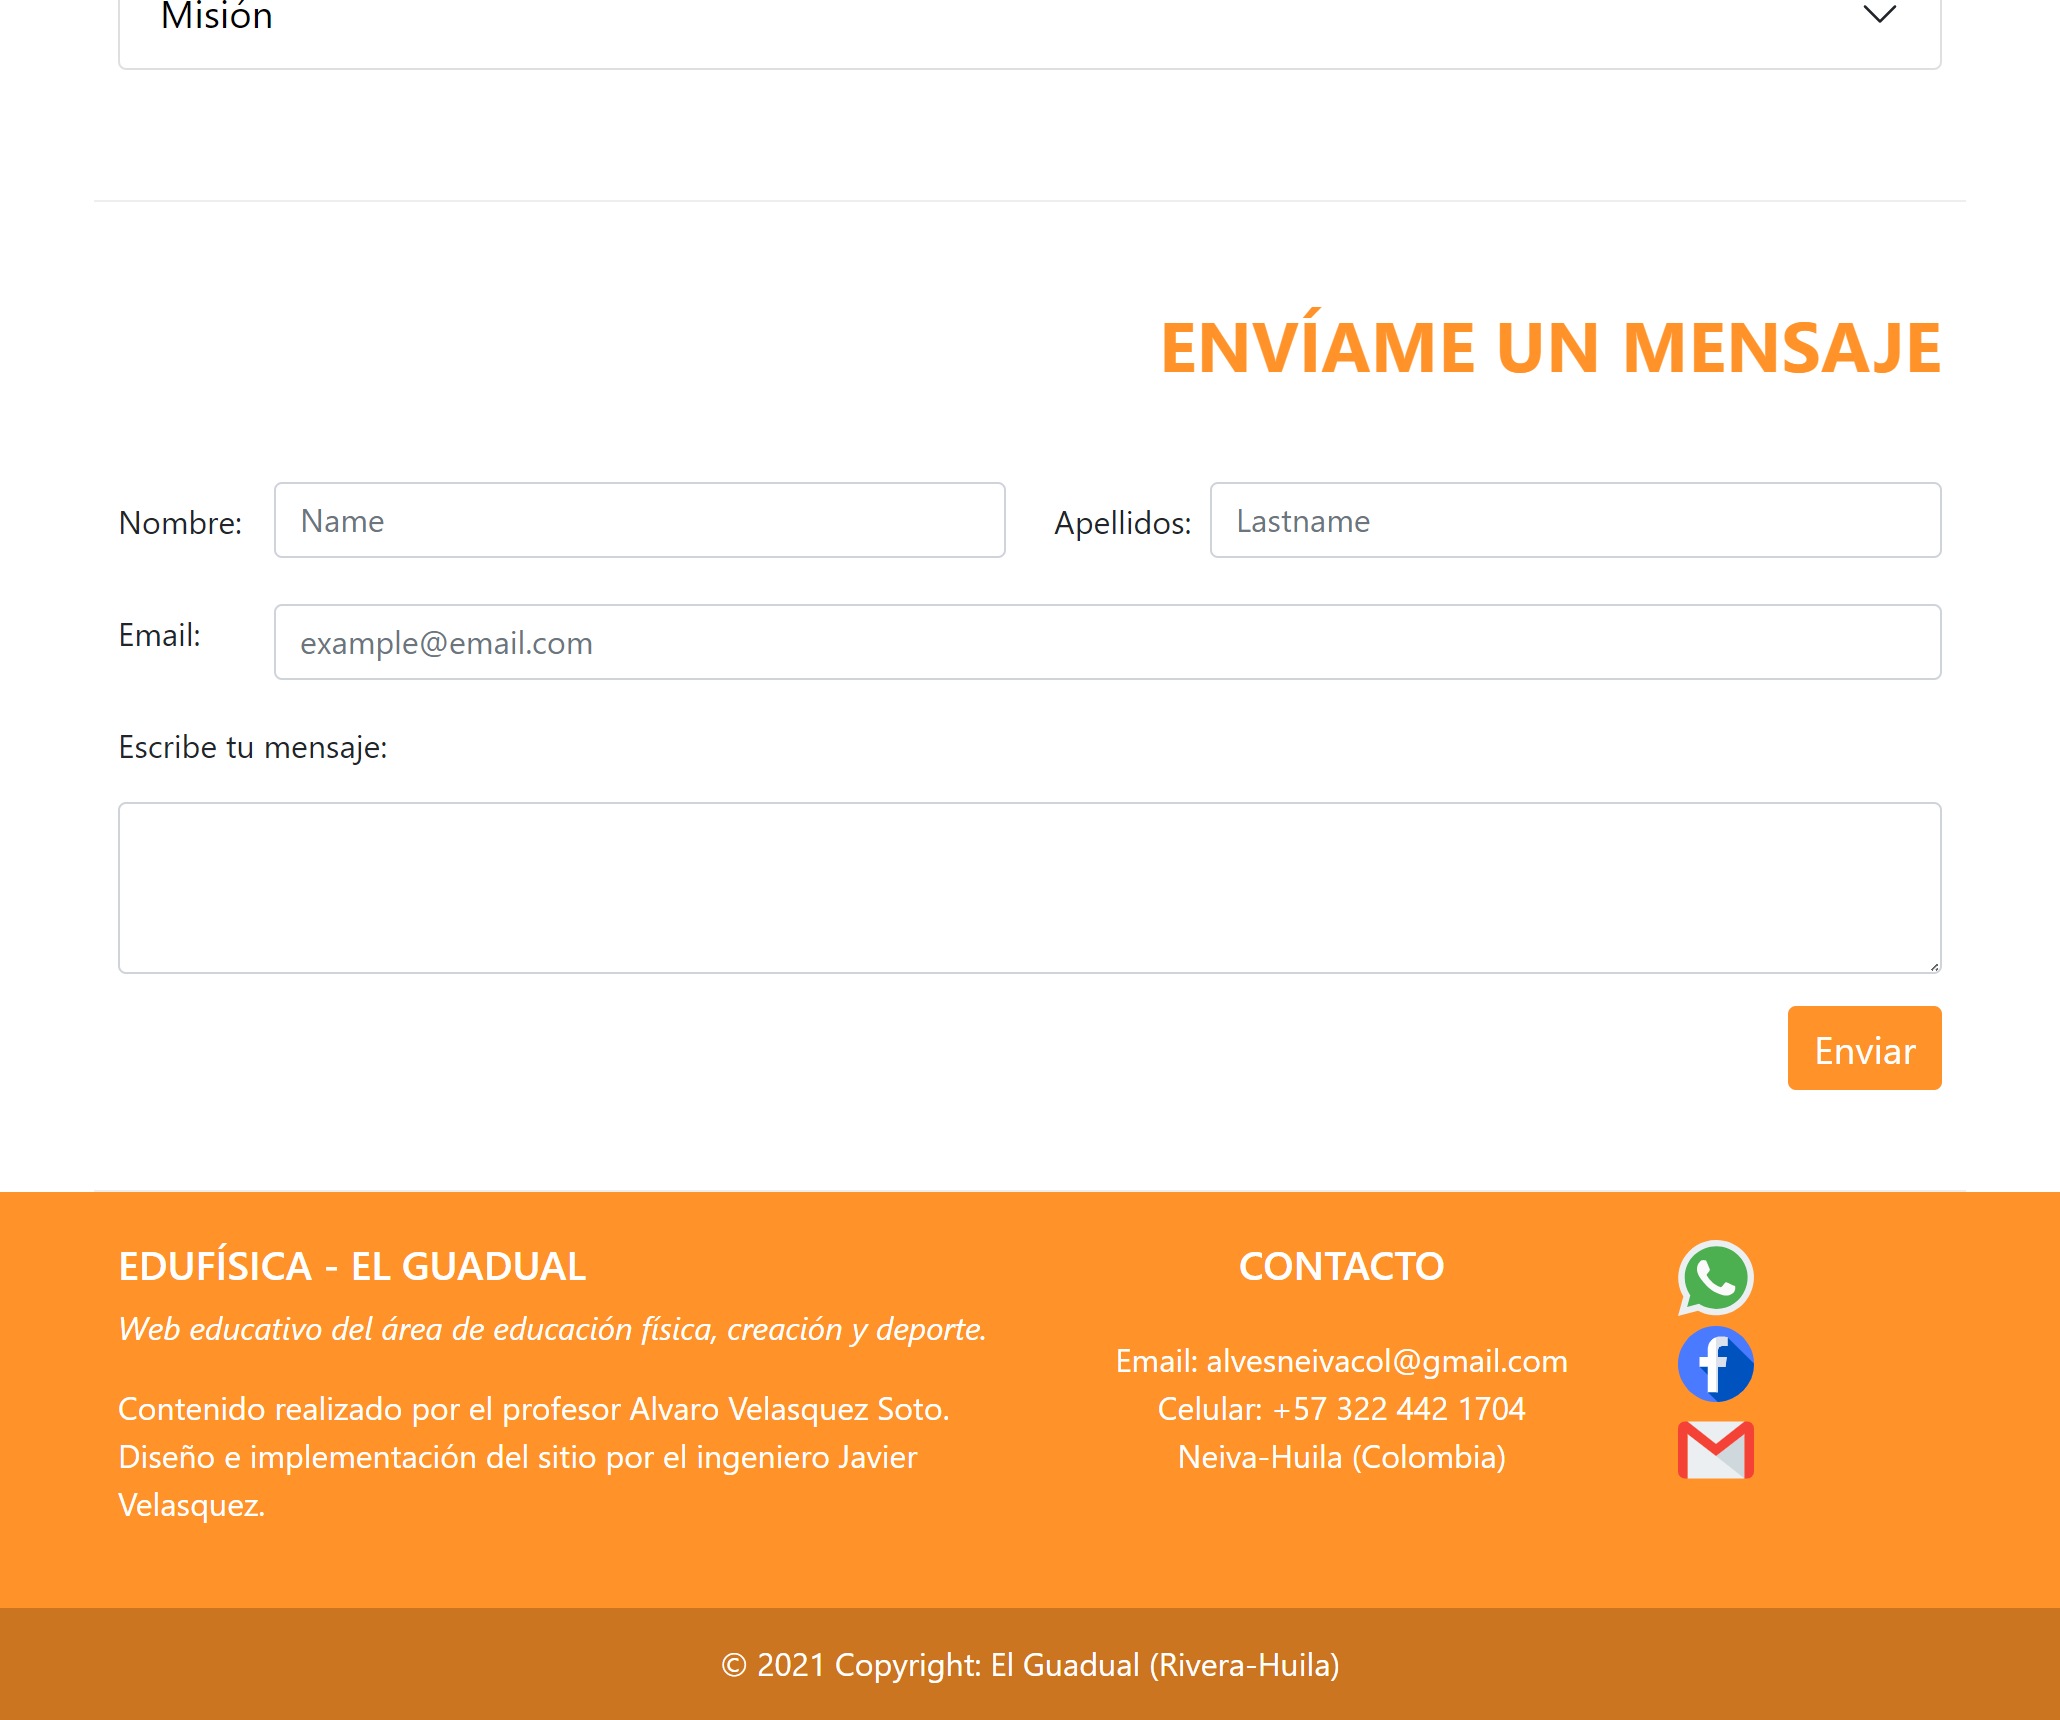 Misión
ENVÍAME UN MENSAJE
Nombre: Name Apellidos: Lastname
Email: example@email.com
Escribe tu mensaje:
Enviar
EDUFÍSICA - EL GUADUAL
Web educativo del área de educación física, creación y deporte.
Contenido realizado por el profesor Alvaro Velasquez Soto.
Diseño e implementación del sitio por el ingeniero Javier
Velasquez.
CONTACTO
Email: alvesneivacol@gmail.com
Celular: +57 322 442 1704
Neiva-Huila (Colombia)
© 2021 Copyright: El Guadual (Rivera-Huila)